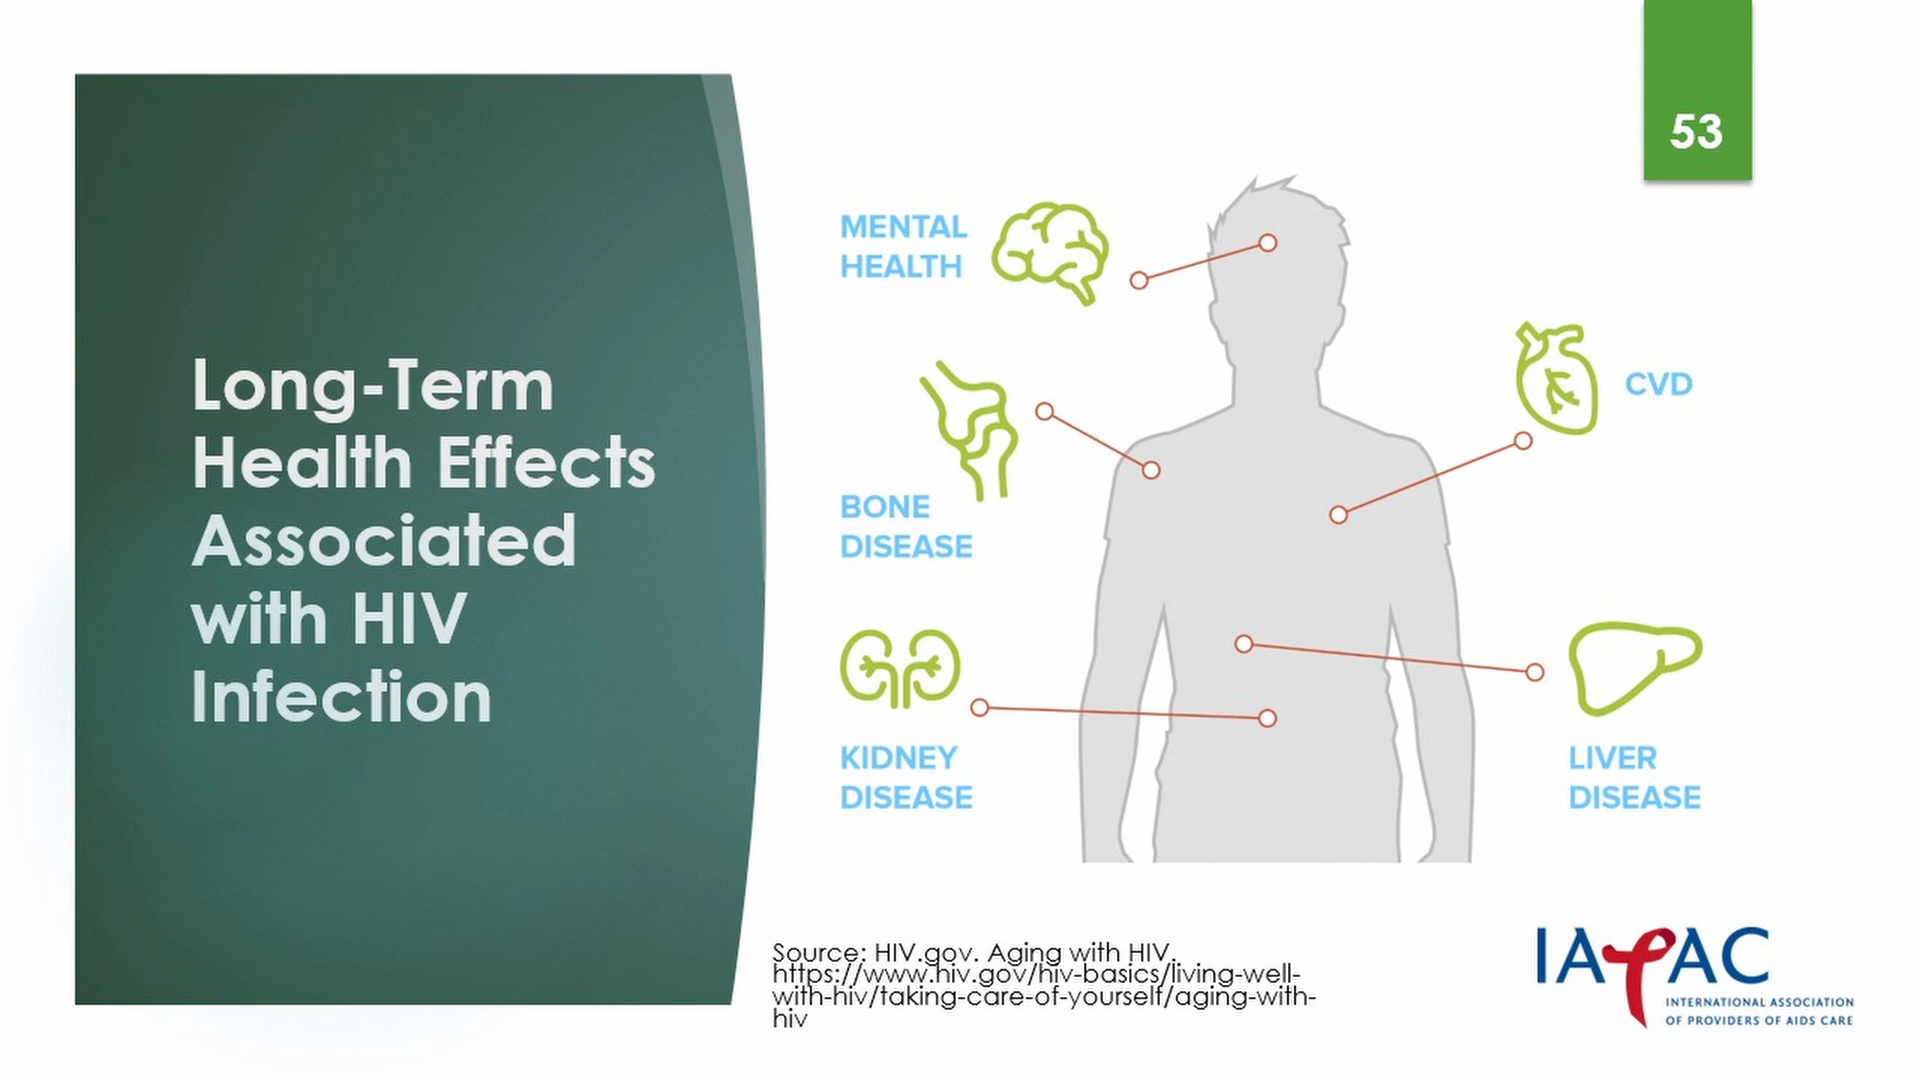 53
Long-Term
Health Effects
Associated
with HIV
Infection
MENTAL
HEALTH
CVD
BONE
DISEASE
KIDNEY
DISEASE
LIVER
DISEASE
Source: HIV.gov. Aging with HIV.
https://www.hiv.gov/hiv-basics/living-well-
with-hiv/taking-care-of-yourself/aging-with-
hiv
IAPAC
INTERNATIONAL ASSOCIATION
OF PROVIDERS OF AIDS CARE